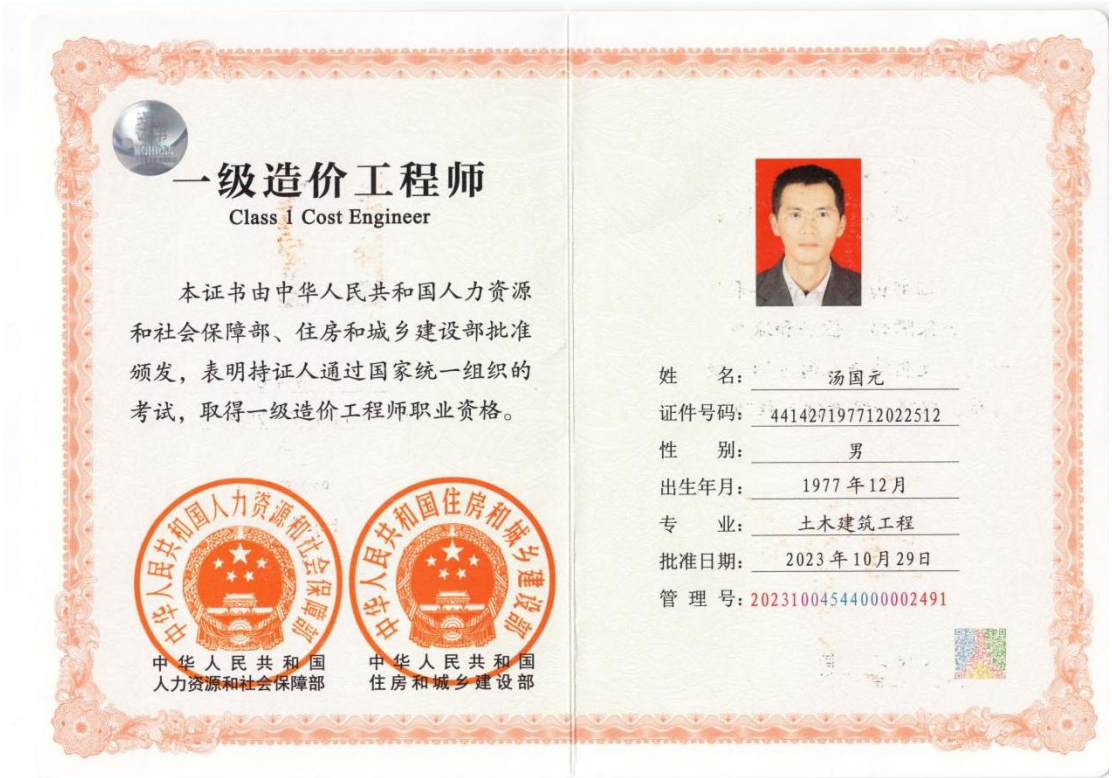 一级造价工程师
Class 1 Cost Engineer
本证书由中华人民共和国人力资源
和社会保障部、住房和城乡建设部批准
颁发，表明持证人通过国家统一组织的
考试，取得一级造价工程师职业资格。
中华人民共和国人力资源和社会保障部
中华人民共和国住房和城乡建设部
中华人民共和国
人力资源和社会保障部
中华人民共和国
住房和城乡建设部
姓 名：汤国元
证件号码：441427197712022512
性 别：男
出生年月：1977年12月
专 业：土木建筑工程
批准日期：2023年10月29日
管 理 号：20231004544000002491